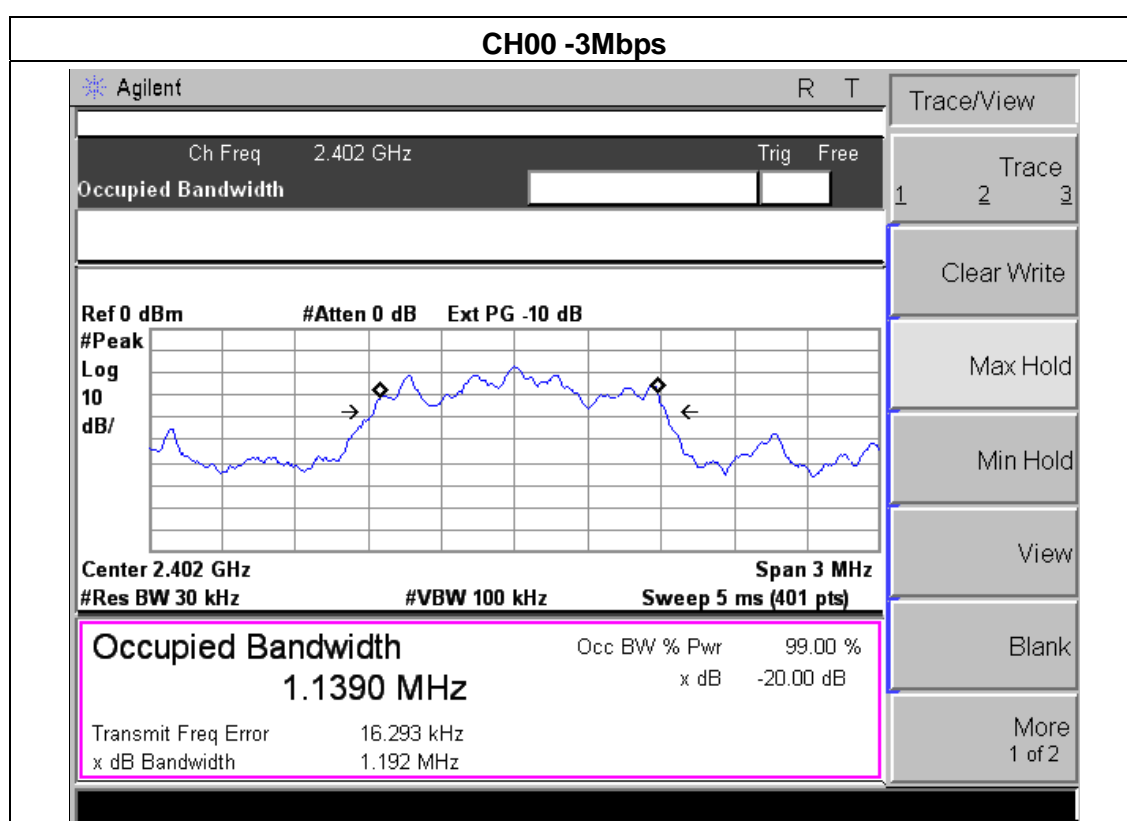 CH00 -3Mbps
Agilent R T
Ch Freq 2.402 GHz Trig Free
Occupied Bandwidth
Ref 0 dBm #Atten 0 dB Ext PG -10 dB
#Peak
Log
10
dB/
Center 2.402 GHz Span 3 MHz
#Res BW 30 kHz #VBW 100 kHz Sweep 5 ms (401 pts)
Occupied Bandwidth Occ BW % Pwr 99.00 %
1.1390 MHz x dB -20.00 dB
Transmit Freq Error 16.293 kHz
x dB Bandwidth 1.192 MHz
Trace/View
Trace
1 2 3
Clear Write
Max Hold
Min Hold
View
Blank
More
1 of 2